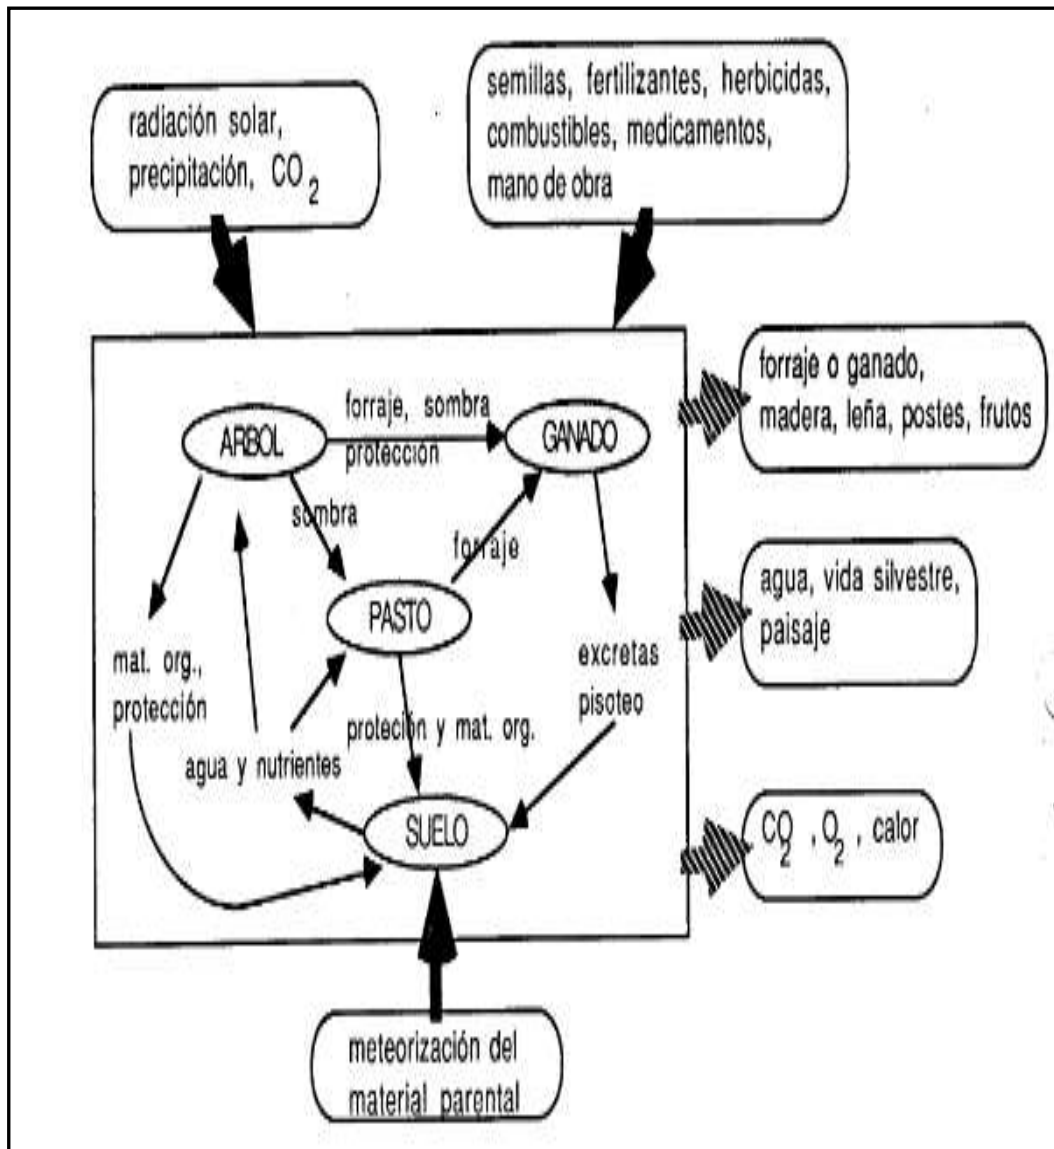 radiación solar,
precipitación, CO2
semillas, fertilizantes, herbicidas,
combustibles, medicamentos,
mano de obra
forraje, sombra
protección
ARBOL
GANADO
forraje o ganado,
madera, leña, postes, frutos
sombra
forraje
PASTO
agua, vida silvestre,
paisaje
mat. org.,
protección
excretas
pisoteo
proteción y mat. org.
agua y nutrientes
SUELO
CO2 , O2 , calor
meteorización del
material parental